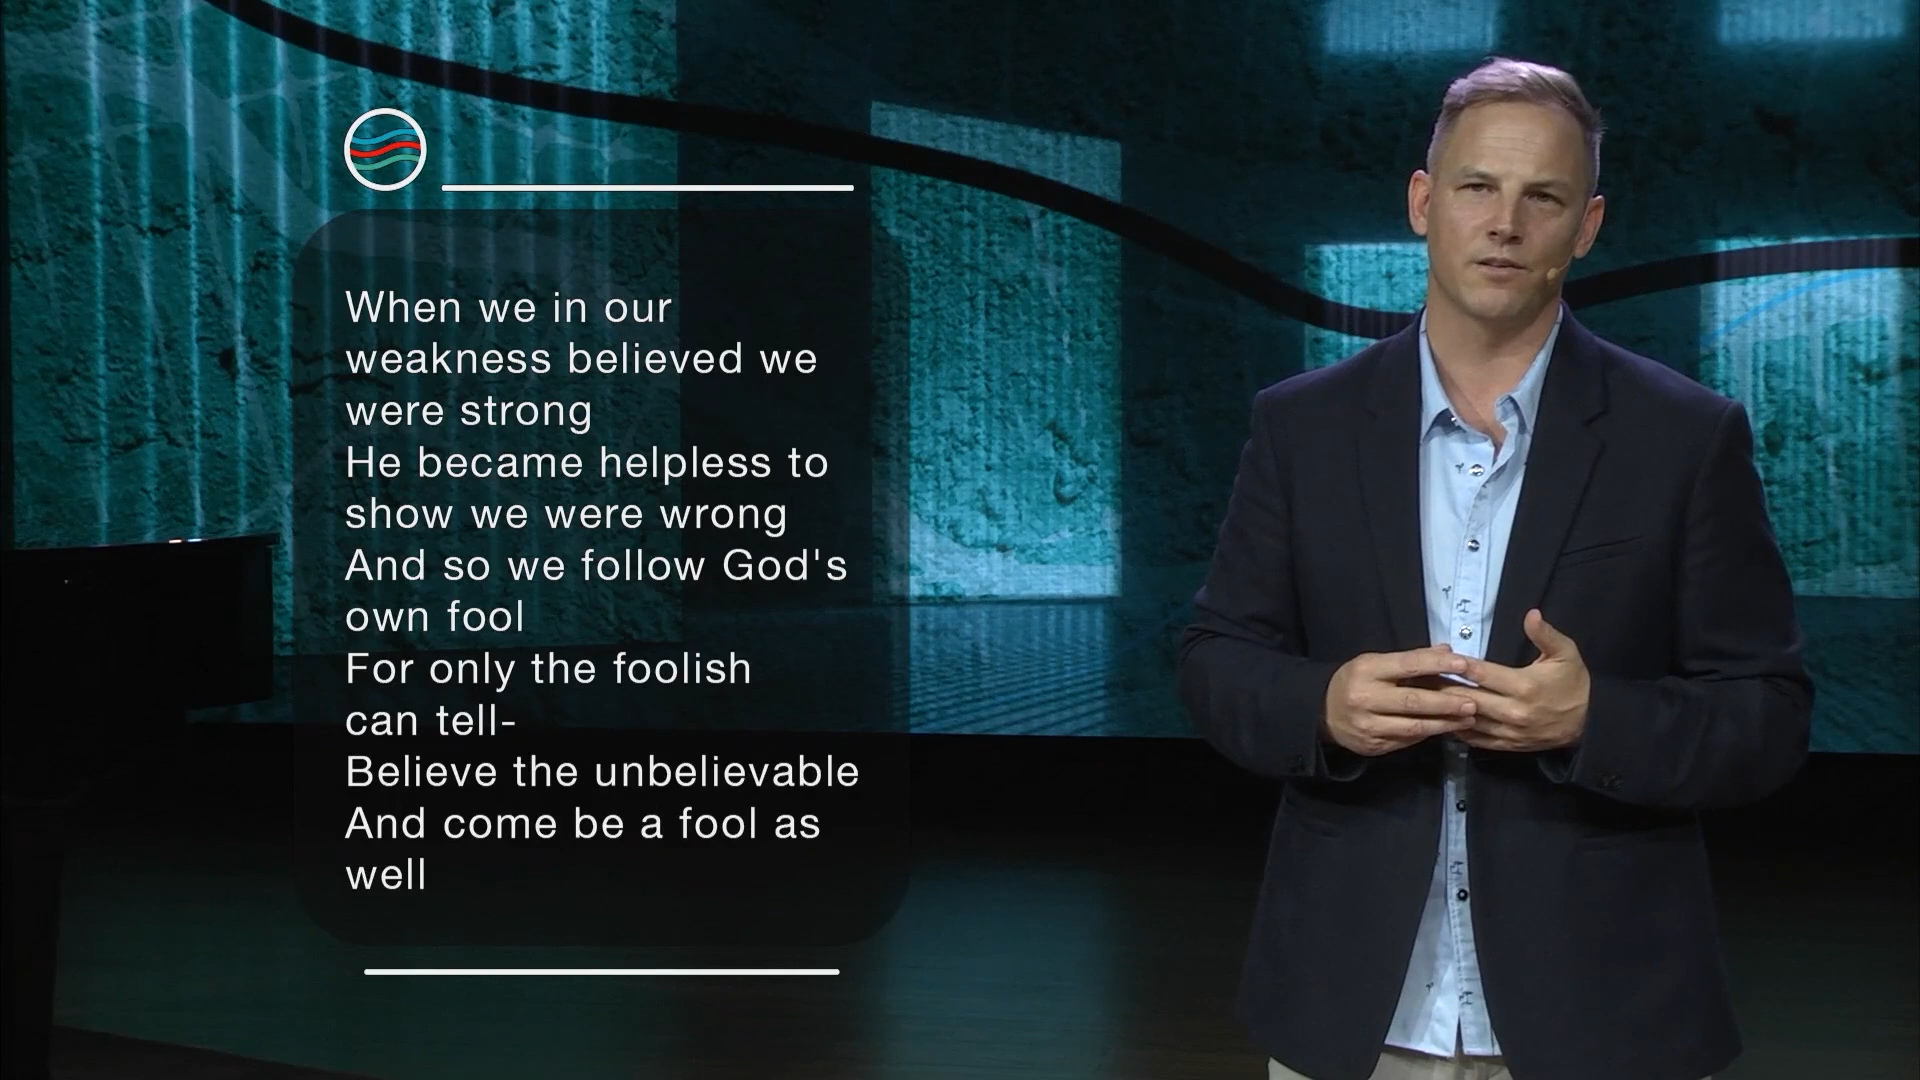 When we in our
weakness believed we
were strong
He became helpless to
show we were wrong
And so we follow God's
own fool
For only the foolish
can tell-
Believe the unbelievable
And come be a fool as
well